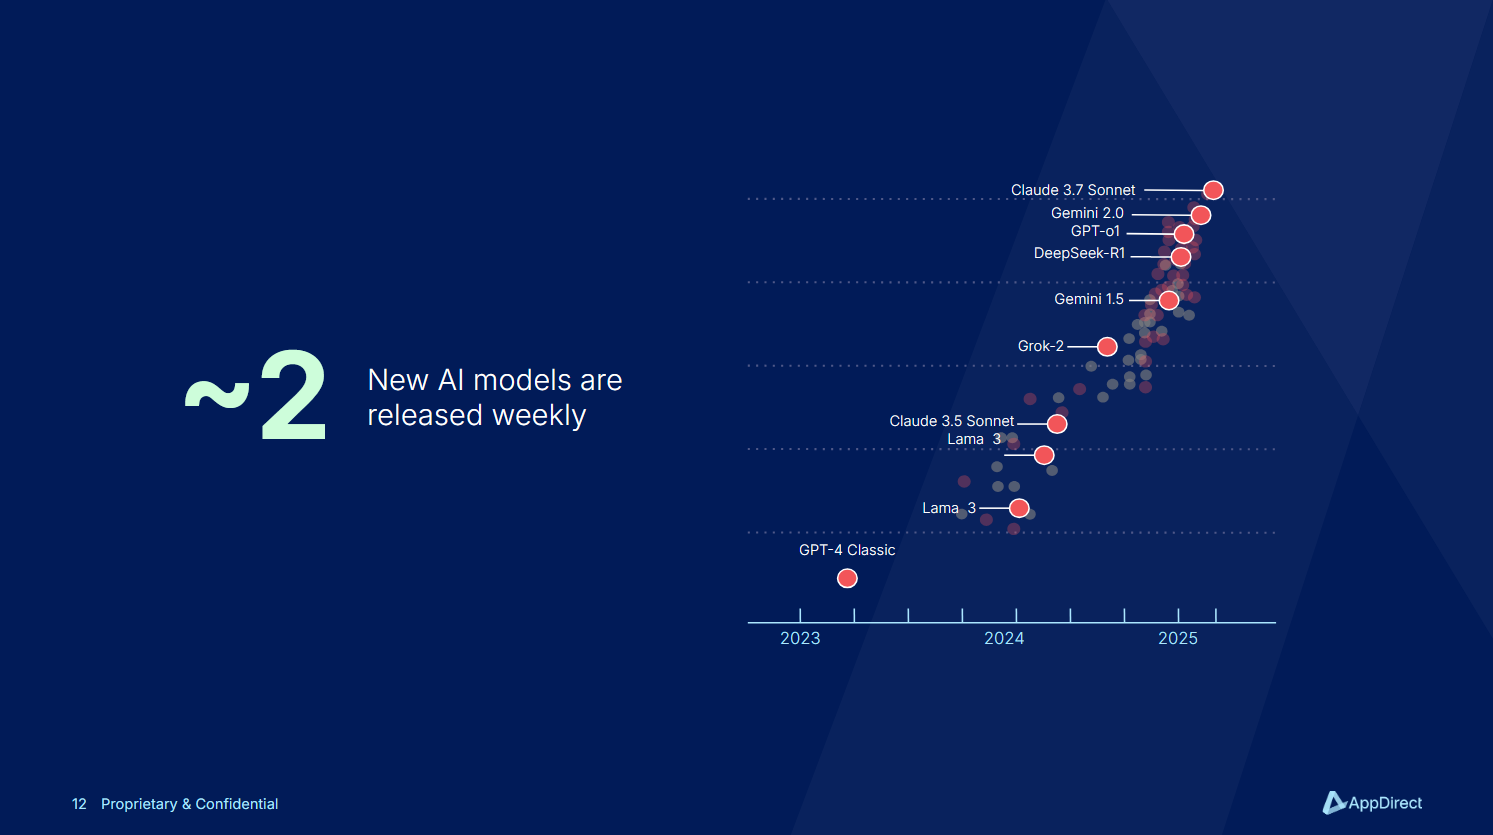 ~2
New AI models are
released weekly
Claude 3.7 Sonnet
Gemini 2.0
GPT-o1
DeepSeek-R1
Gemini 1.5
Grok-2
Claude 3.5 Sonnet
Lama 3
Lama 3
GPT-4 Classic
2023 2024 2025
12 Proprietary & Confidential
AppDirect